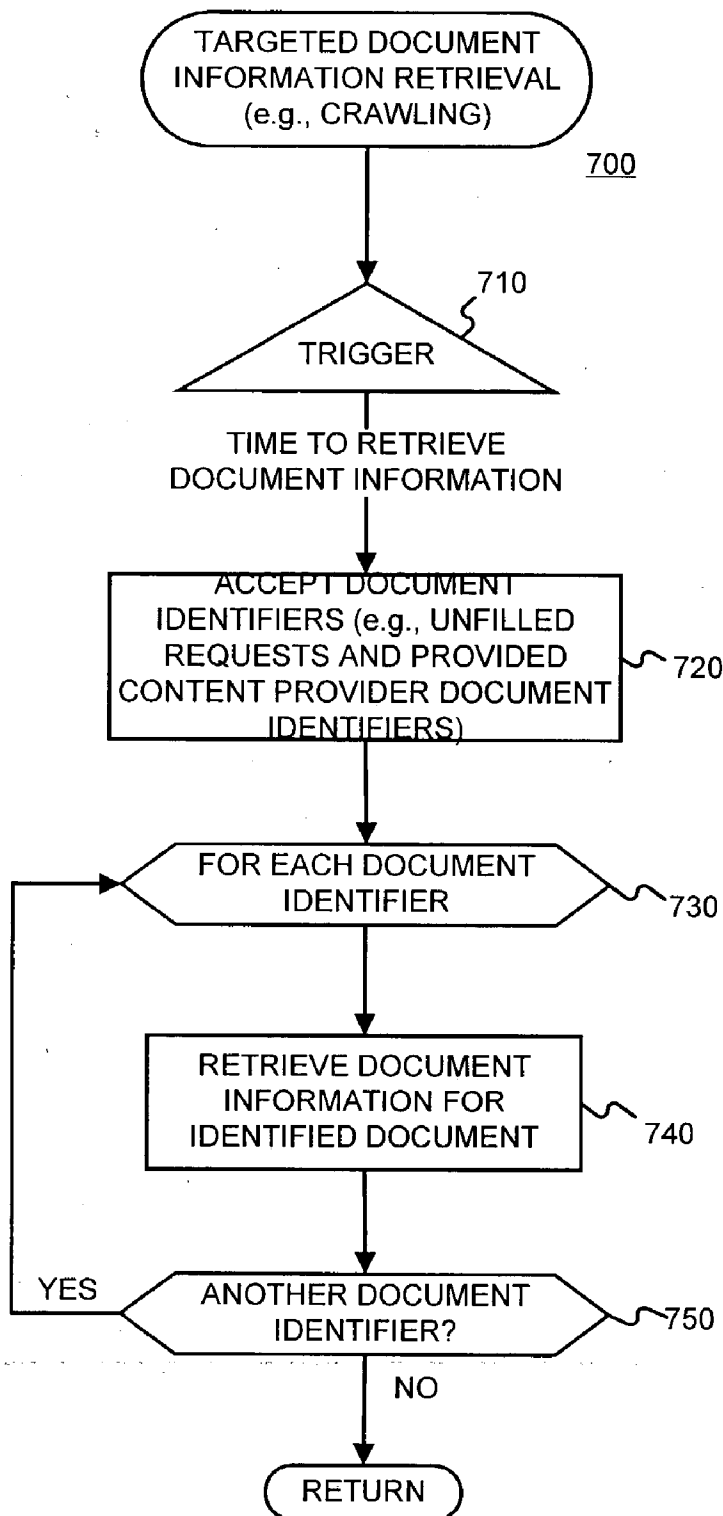 TARGETED DOCUMENT
INFORMATION RETRIEVAL
(e.g., CRAWLING)
700
710
TRIGGER
TIME TO RETRIEVE
DOCUMENT INFORMATION
ACCEPT DOCUMENT
IDENTIFIERS (e.g., UNFILLED
REQUESTS AND PROVIDED
CONTENT PROVIDER DOCUMENT
IDENTIFIERS)
720
FOR EACH DOCUMENT
IDENTIFIER
730
RETRIEVE DOCUMENT
INFORMATION FOR
IDENTIFIED DOCUMENT
740
YES
ANOTHER DOCUMENT
IDENTIFIER?
750
NO
RETURN